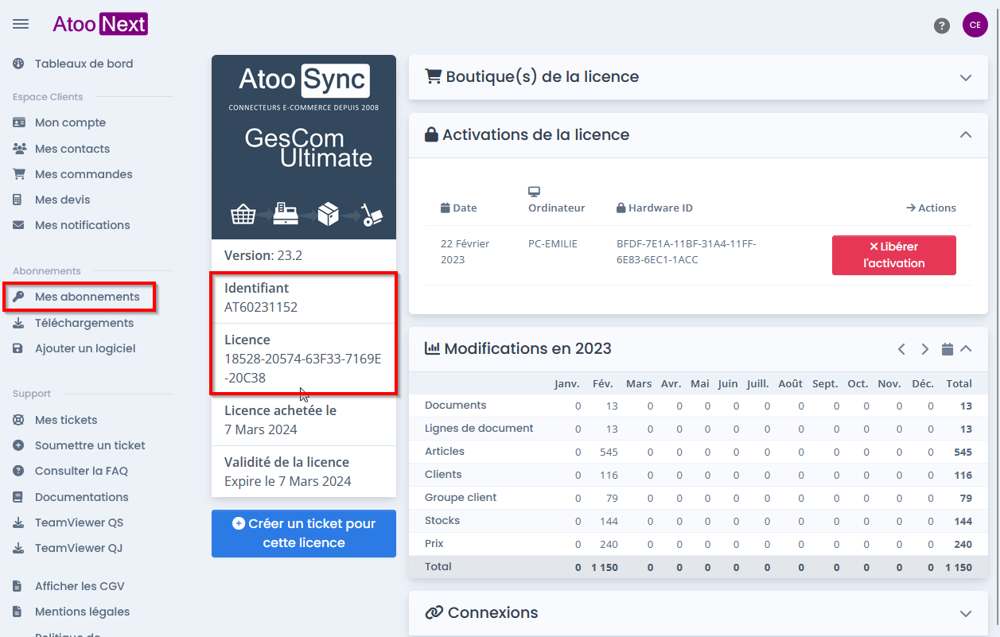 Atoo Next
?
CE
Tableaux de bord
Espace Clients
Mon compte
Mes contacts
Mes commandes
Mes devis
Mes notifications
Abonnements
Mes abonnements
Téléchargements
Ajouter un logiciel
Support
Mes tickets
Soumettre un ticket
Consulter la FAQ
Documentations
TeamViewer QS
TeamViewer QJ
Afficher les CGV
Mentions légales
Politique de
Atoo Sync
CONNECTEURS E-COMMERCE DEPUIS 2008
GesCom
Ultimate
Version: 23.2
Identifiant
AT60231152
Licence
18528-20574-63F33-7169E
-20C38
Licence achetée le
7 Mars 2024
Validité de la licence
Expire le 7 Mars 2024
Créer un ticket pour
cette licence
Boutique(s) de la licence
Activations de la licence
Date Ordinateur Hardware ID Actions
22 Février PC-EMILIE BFDF-7E1A-11BF-31A4-11FF- Libérer
2023 6E83-6EC1-1ACC l'activation
Modifications en 2023
Janv. Fév. Mars Avr. Mai Juin Juill. Août Sept. Oct. Nov. Déc. Total
Documents 0 13 0 0 0 0 0 0 0 0 0 0 13
Lignes de document 0 13 0 0 0 0 0 0 0 0 0 0 13
Articles 0 545 0 0 0 0 0 0 0 0 0 0 545
Clients 0 116 0 0 0 0 0 0 0 0 0 0 116
Groupe client 0 79 0 0 0 0 0 0 0 0 0 0 79
Stocks 0 144 0 0 0 0 0 0 0 0 0 0 144
Prix 0 240 0 0 0 0 0 0 0 0 0 0 240
Total 0 1 150 0 0 0 0 0 0 0 0 0 0 1 150
Connexions